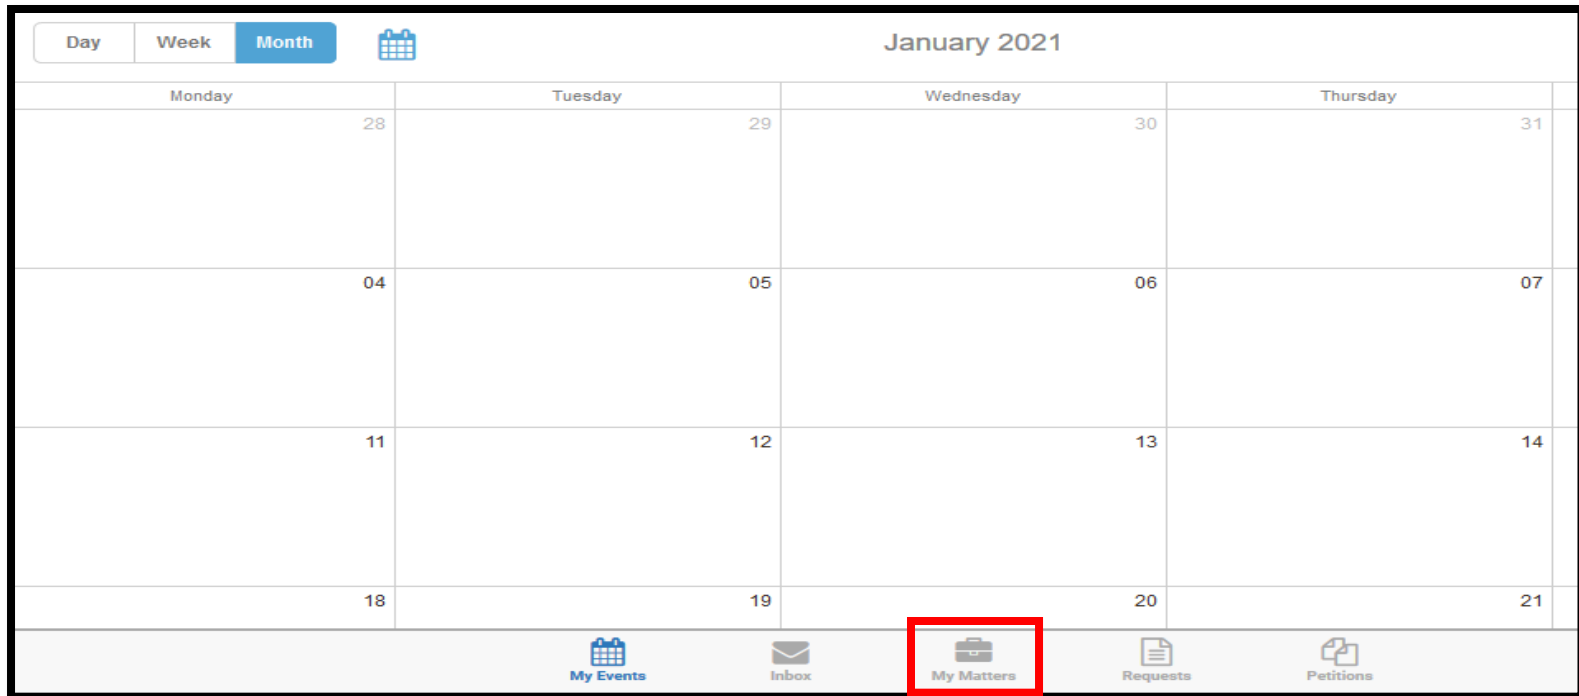 Day Week Month January 2021
Monday Tuesday Wednesday Thursday
28 29 30 31
04 05 06 07
11 12 13 14
18 19 20 21
My Events Inbox My Matters Requests Petitions